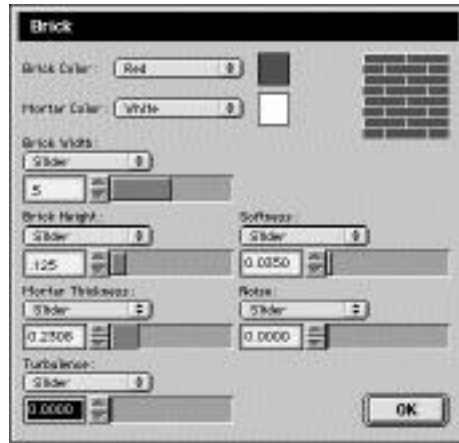 Brick
Brick Color: Red
Mortar Color: White
Brick Width:
Slider
.5
Brick Height: Softness:
Slider Slider
.125 0.0350
Mortar Thickness: Noise:
Slider Slider
0.2306 0.0000
Turbulence:
Slider
0.0000
OK